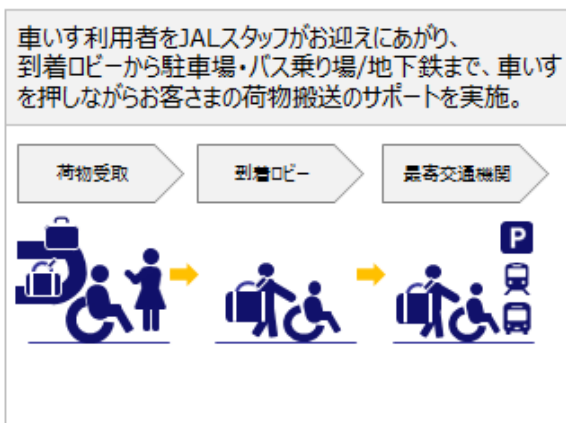 車いす利用者をJALスタッフがお迎えにあがり、
到着ロビーから駐車場・バス乗り場/地下鉄まで、車いす
を押しながらお客さまの荷物搬送のサポートを実施。
荷物受取
到着ロビー
最客交通機関
P